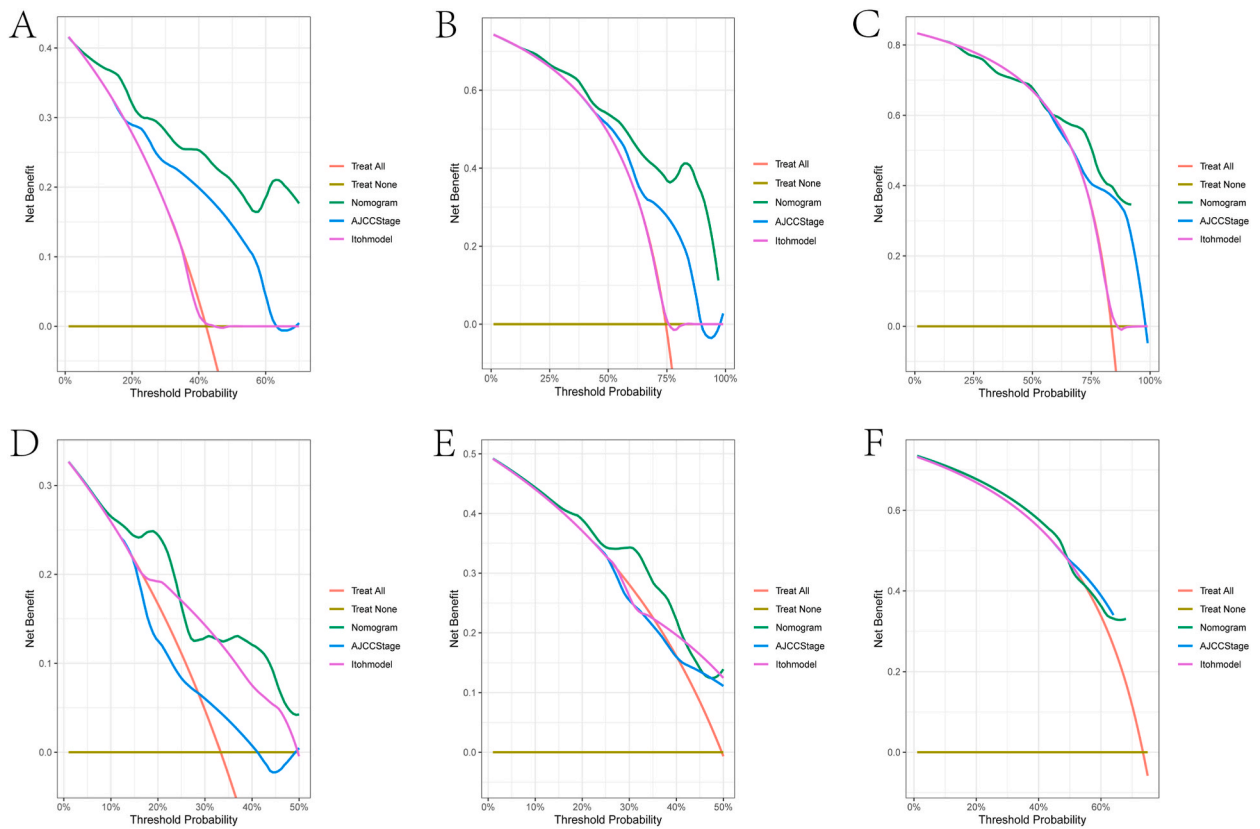 A
Net Benefit
0.4
0.3
0.2
0.1
0.0
0% 20% 40% 60%
Threshold Probability
Treat All
Treat None
Nomogram
AJCCStage
Itohmodel
B
Net Benefit
0.6
0.4
0.2
0.0
0% 25% 50% 75% 100%
Threshold Probability
Treat All
Treat None
Nomogram
AJCCStage
Itohmodel
C
Net Benefit
0.8
0.6
0.4
0.2
0.0
0% 25% 50% 75% 100%
Threshold Probability
Treat All
Treat None
Nomogram
AJCCStage
Itohmodel
D
Net Benefit
0.3
0.2
0.1
0.0
0% 10% 20% 30% 40% 50%
Threshold Probability
Treat All
Treat None
Nomogram
AJCCStage
Itohmodel
E
Net Benefit
0.5
0.4
0.3
0.2
0.1
0.0
0% 10% 20% 30% 40% 50%
Threshold Probability
Treat All
Treat None
Nomogram
AJCCStage
Itohmodel
F
Net Benefit
0.6
0.4
0.2
0.0
0% 20% 40% 60%
Threshold Probability
Treat All
Treat None
Nomogram
AJCCStage
Itohmodel